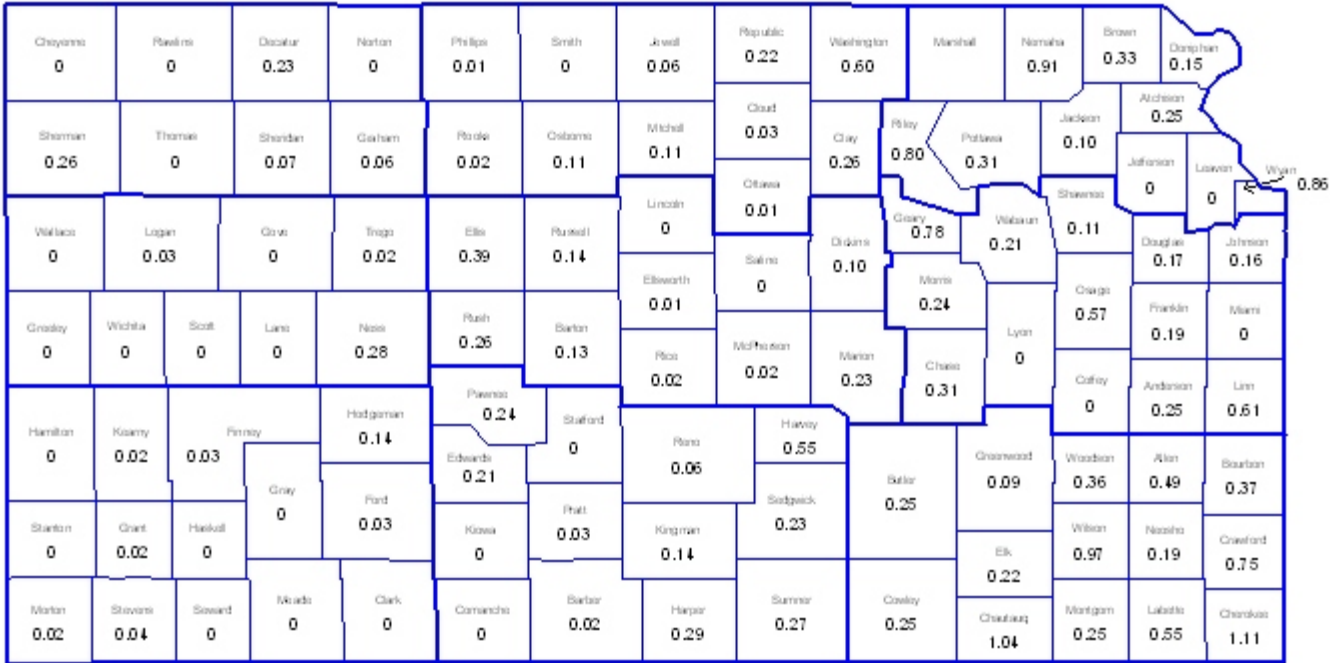 Cheyenne Rawlins Decatur Norton Phillips Smith Jewell Republic Washington Marshall Nemaha Brown Doniphan
0 0 0.23 0 0.01 0 0.06 0.22 0.60 0.91 0.33 0.15
Sherman Thomas Sheridan Graham Rooks Osborne Mitchell Cloud Clay Riley Pottawa Jackson Atchison
0.26 0 0.07 0.06 0.02 0.11 0.11 0.03 0.26 0.80 0.31 0.10 0.25
Jefferson Leaven Wyan
0 0 0.86
Wallace Logan Gove Trego Ellis Russell Lincoln Ottawa Dickins Geary Wabaun Shawnee Douglas Johnson
0 0.03 0 0.02 0.39 0.14 0 0.01 0.10 0.78 0.21 0.11 0.17 0.16
Ellsworth Saline Morris Osage
0.01 0 0.24 0.57
Greeley Wichita Scott Lane Ness Rush Barton Rice McPherson Marion Chase Lyon Franklin Miami
0 0 0 0 0.28 0.26 0.13 0.02 0.02 0.23 0.31 0 0.19 0
Coffey Anderson Linn
0 0.25 0.61
Hamilton Kearny Finney Hodgeman Pawnee Stafford Reno Harvey
0 0.02 0.03 0.14 0.24 0 0.06 0.55
Gray Ford Edwards Sedgwick Butler Greenwood Woodson Allen Bourbon
0 0.03 0.21 0.23 0.25 0.09 0.36 0.49 0.37
Stanton Grant Haskell Kiowa Pratt Kingman Elk Wilson Neosho Crawford
0 0.02 0 0 0.03 0.14 0.22 0.97 0.19 0.75
Morton Stevens Seward Meade Clark Comanche Barber Harper Sumner Cowley Chautauq Montgom Labette Cherokee
0.02 0.04 0 0 0 0 0.02 0.29 0.27 0.25 1.04 0.25 0.55 1.11